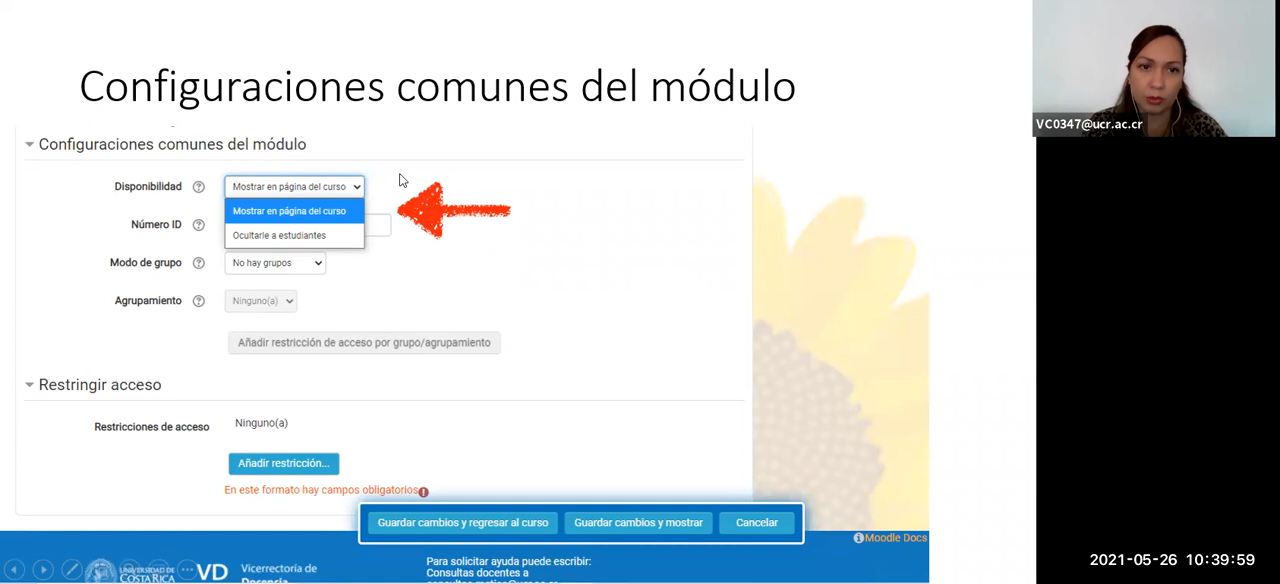 Configuraciones comunes del módulo
VC0347@ucr.ac.cr
Configuraciones comunes del módulo
Disponibilidad
Mostrar en página del curso
Mostrar en página del curso
Ocultarle a estudiantes
Número ID
Modo de grupo
No hay grupos
Agrupamiento
Ninguno(a)
Añadir restricción de acceso por grupo/agrupamiento
Restringir acceso
Restricciones de acceso
Ninguno(a)
Añadir restricción...
En este formato hay campos obligatorios
Guardar cambios y regresar al curso
Guardar cambios y mostrar
Cancelar
Moodle Docs
UNIVERSIDAD DE
COSTA RICA
VD
Vicerrectoría de
Docencia
Para solicitar ayuda puede escribir:
Consultas docentes a
2021-05-26 10:39:59